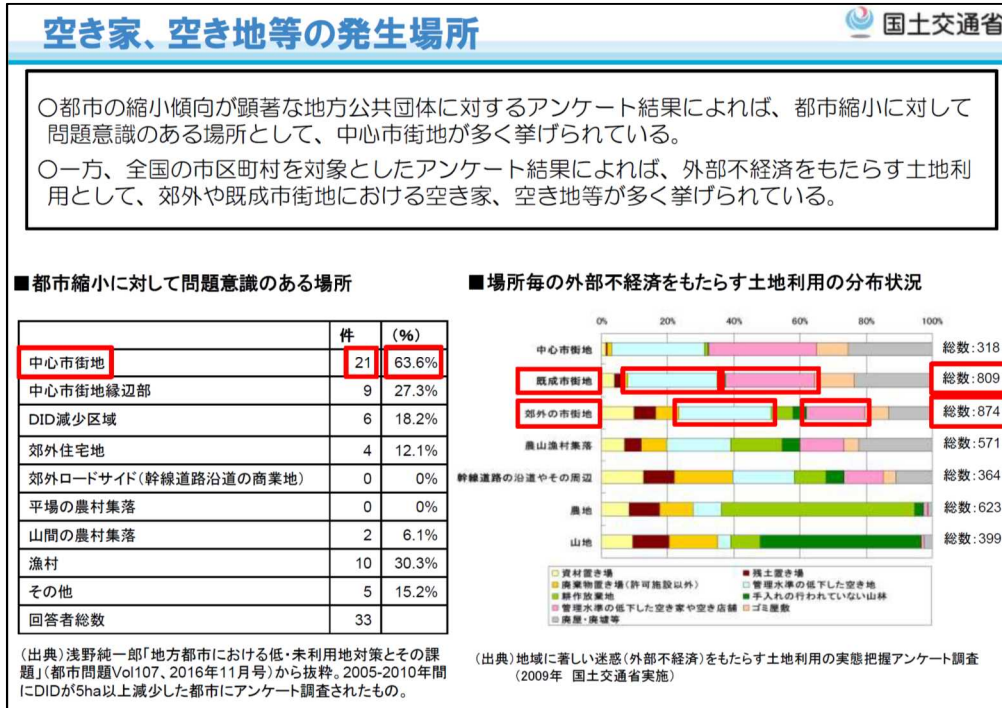 空き家、空き地等の発生場所
国土交通省
○都市の縮小傾向が顕著な地方公共団体に対するアンケート結果によれば、都市縮小に対して
問題意識のある場所として、中心市街地が多く挙げられている。
○一方、全国の市区町村を対象としたアンケート結果によれば、外部不経済をもたらす土地利
用として、郊外や既成市街地における空き家、空き地等が多く挙げられている。
■都市縮小に対して問題意識のある場所
件 (%)
中心市街地 21 63.6%
中心市街地縁辺部 9 27.3%
DID減少区域 6 18.2%
郊外住宅地 4 12.1%
郊外ロードサイド(幹線道路沿道の商業地) 0 0%
平場の農村集落 0 0%
山間の農村集落 2 6.1%
漁村 10 30.3%
その他 5 15.2%
回答者総数 33
(出典)浅野純一郎「地方都市における低・未利用地対策とその課
題」(都市問題Vol107、2016年11月号)から抜粋。2005-2010年間
にDIDが5ha以上減少した都市にアンケート調査されたもの。
■場所毎の外部不経済をもたらす土地利用の分布状況
0% 20% 40% 60% 80% 100%
中心市街地 総数:318
既成市街地 総数:809
郊外の市街地 総数:874
農山漁村集落 総数:571
幹線道路の沿道やその周辺 総数:364
農地 総数:623
山地 総数:399
資材置き場 残土置き場
廃棄物置き場(許可施設以外) 管理水準の低下した空き地
耕作放棄地 手入れの行われていない山林
管理水準の低下した空き家や空き店舗 ゴミ屋敷
廃屋・廃墟等
(出典)地域に著しい迷惑(外部不経済)をもたらす土地利用の実態把握アンケート調査
(2009年 国土交通省実施)